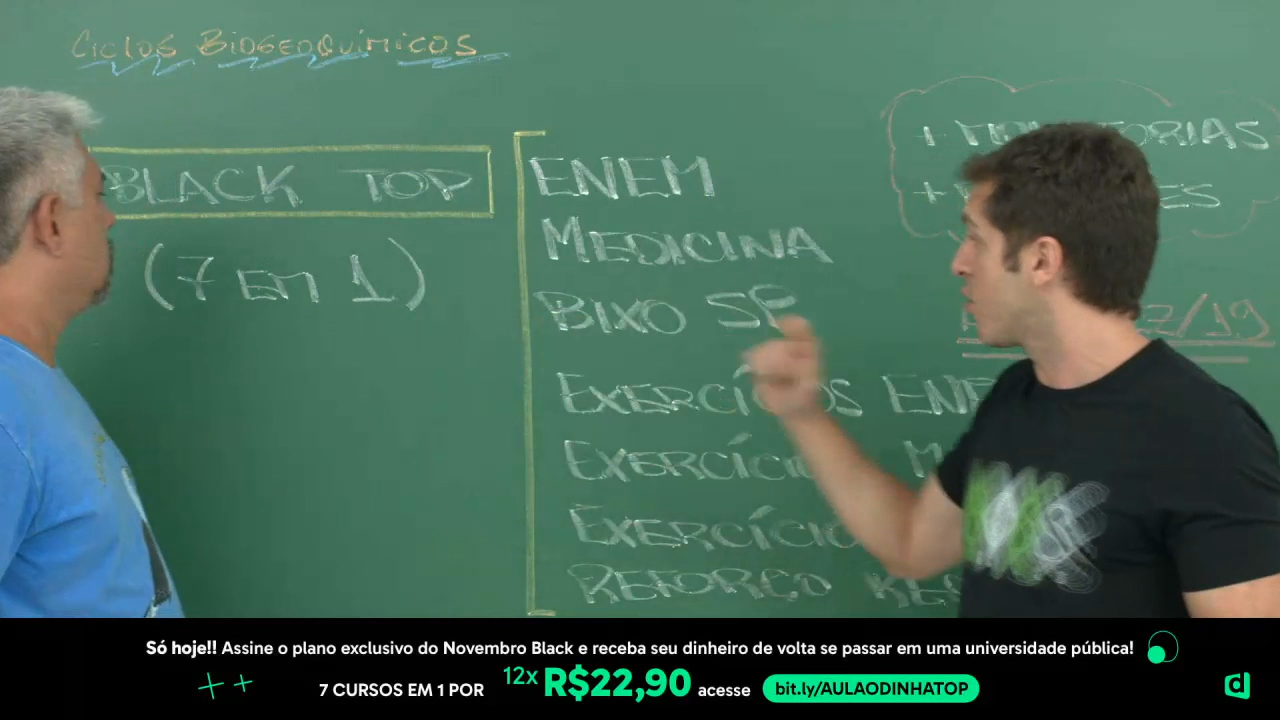 Ciclos Biogeoquímicos
BLACK TOP
(7 EM 1)
ENEM
MEDICINA
BIXO SP
EXERCÍCIOS
EXERCÍCIO
EXERCÍCIO
REFORÇO
+
+
/19
Só hoje!! Assine o plano exclusivo do Novembro Black e receba seu dinheiro de volta se passar em uma universidade pública!
7 CURSOS EM 1 POR 12x R$22,90 acesse bit.ly/AULAODINHATOP
d